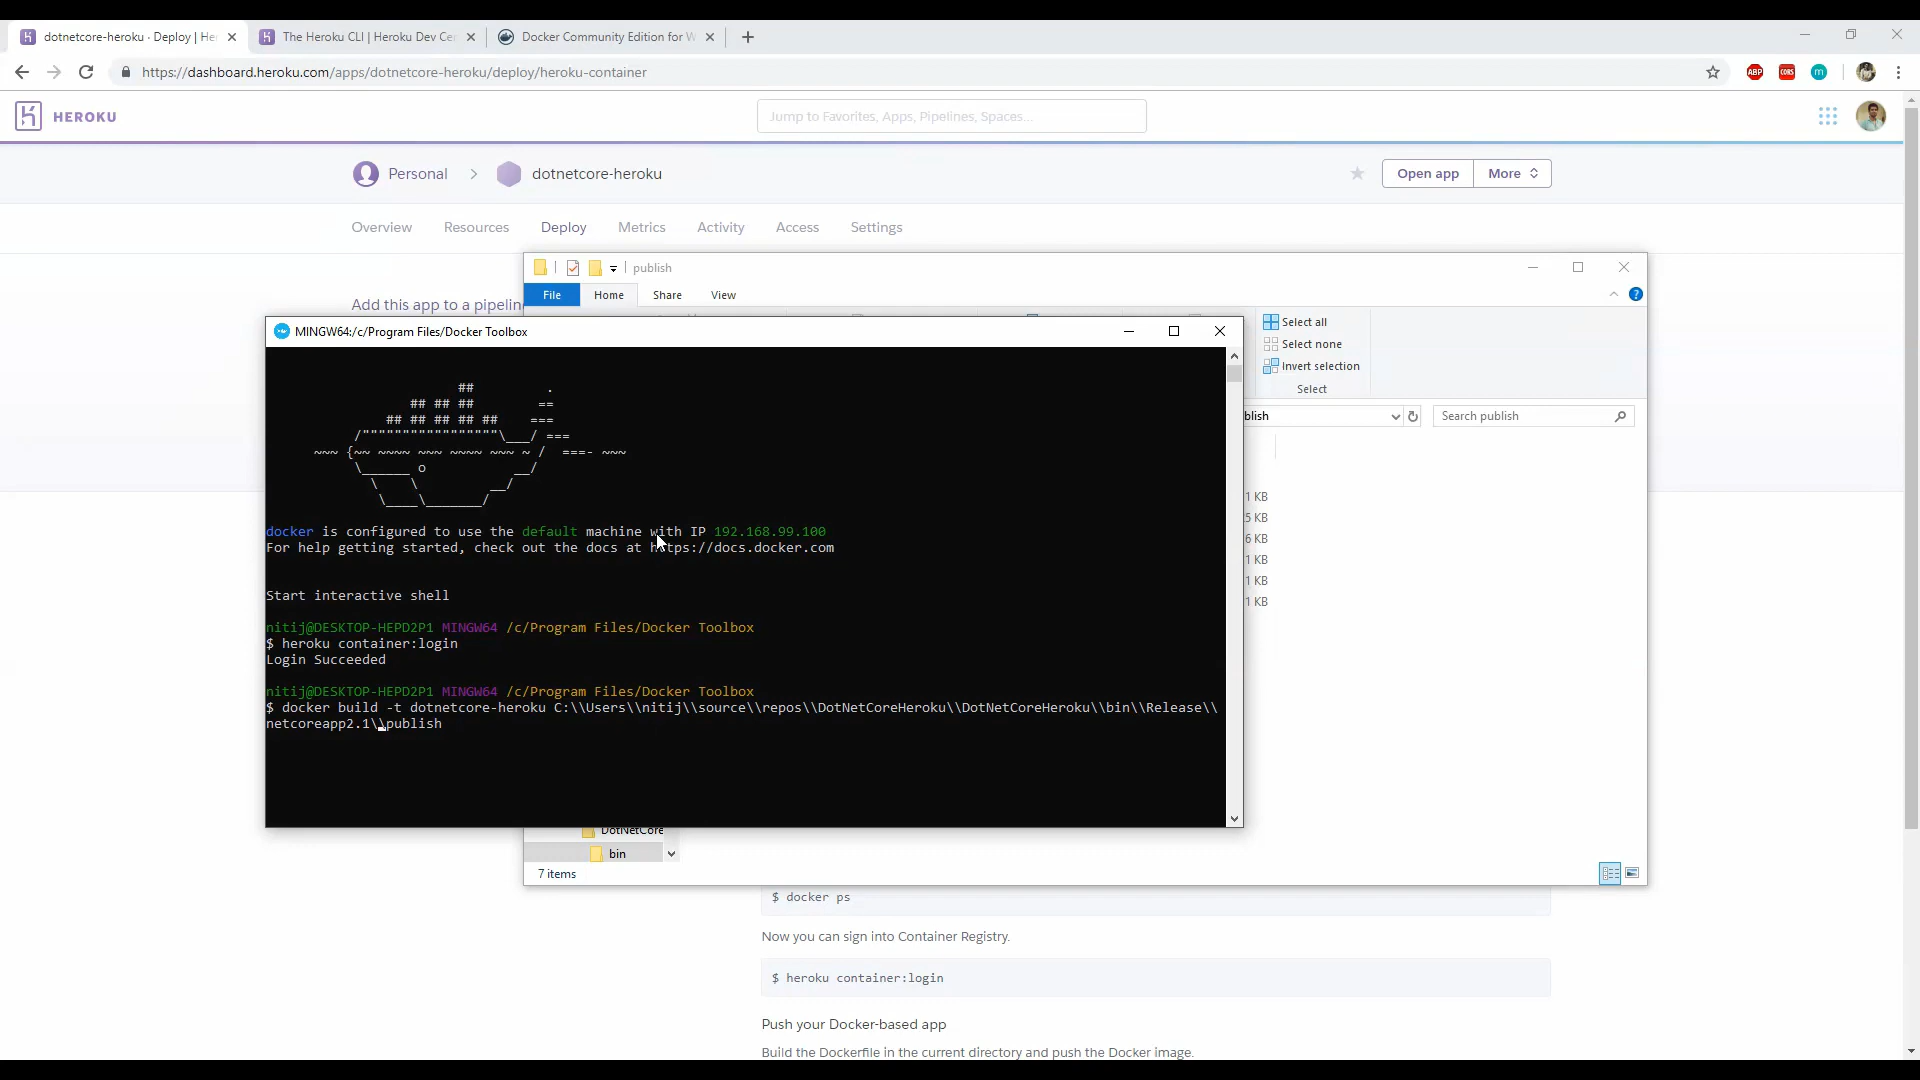 dotnetcore-heroku · Deploy | He
The Heroku CLI | Heroku Dev Cen
Docker Community Edition for W
https://dashboard.heroku.com/apps/dotnetcore-heroku/deploy/heroku-container
ABP
CORS
m
HEROKU
Jump to Favorites, Apps, Pipelines, Spaces...
Personal
dotnetcore-heroku
Open app
More
Overview
Resources
Deploy
Metrics
Activity
Access
Settings
Add this app to a pipelin
publish
File
Home
Share
View
Select all
Select none
Invert selection
Select
blish
Search publish
1 KB
5 KB
6 KB
1 KB
1 KB
1 KB
MINGW64:/c/Program Files/Docker Toolbox
                        ##         .
                  ## ## ##        ==
               ## ## ## ## ##    ===
           /"""""""""""""""""\___/ ===
      ~~~ {~~ ~~~~ ~~~ ~~~~ ~~~ ~ /  ===- ~~~
           \______ o           __/
             \    \         __/
              \____\_______/
docker is configured to use the default machine with IP 192.168.99.100
For help getting started, check out the docs at https://docs.docker.com
Start interactive shell
nitij@DESKTOP-HEPD2P1 MINGW64 /c/Program Files/Docker Toolbox
$ heroku container:login
Login Succeeded
nitij@DESKTOP-HEPD2P1 MINGW64 /c/Program Files/Docker Toolbox
$ docker build -t dotnetcore-heroku C:\\Users\\nitij\\source\\repos\\DotNetCoreHeroku\\DotNetCoreHeroku\\bin\\Release\\
netcoreapp2.1\\publish
DotNetCore
bin
7 items
$ docker ps
Now you can sign into Container Registry.
$ heroku container:login
Push your Docker-based app
Build the Dockerfile in the current directory and push the Docker image.